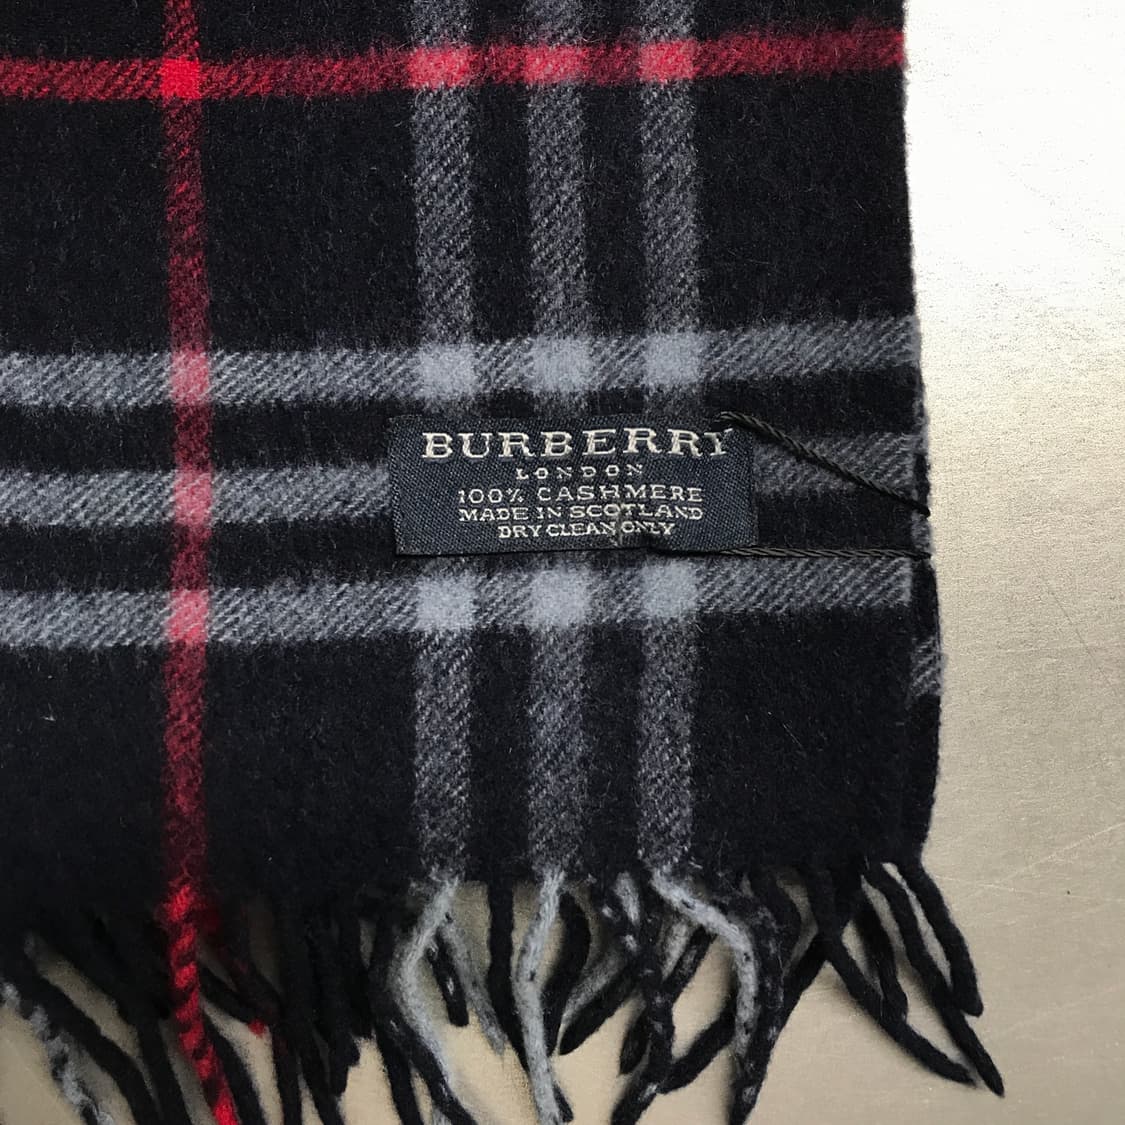 BURBERRY
LONDON
100% CASHMERE
MADE IN SCOTLAND
DRY CLEAN ONLY